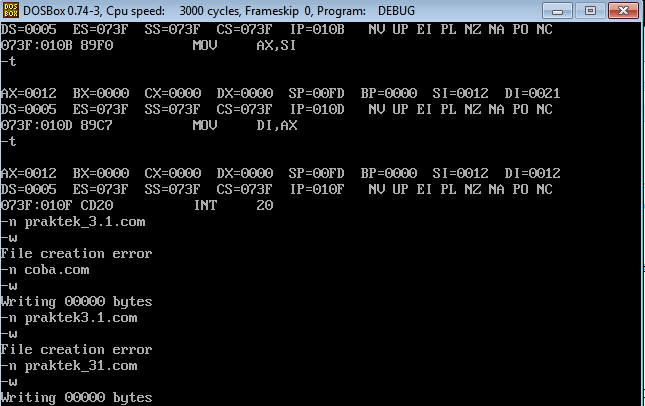 DOSBox 0.74-3, Cpu speed: 3000 cycles, Frameskip 0, Program: DEBUG
DS=0005 ES=073F SS=073F CS=073F IP=010B NV UP EI PL NZ NA PO NC
073F:010B 89F0 MOV AX,SI
-t
AX=0012 BX=0000 CX=0000 DX=0000 SP=00FD BP=0000 SI=0012 DI=0021
DS=0005 ES=073F SS=073F CS=073F IP=010D NV UP EI PL NZ NA PO NC
073F:010D 89C7 MOV DI,AX
-t
AX=0012 BX=0000 CX=0000 DX=0000 SP=00FD BP=0000 SI=0012 DI=0012
DS=0005 ES=073F SS=073F CS=073F IP=010F NV UP EI PL NZ NA PO NC
073F:010F CD20 INT 20
-n praktek_3.1.com
-w
File creation error
-n coba.com
-w
Writing 00000 bytes
-n praktek3.1.com
-w
File creation error
-n praktek_31.com
-w
Writing 00000 bytes